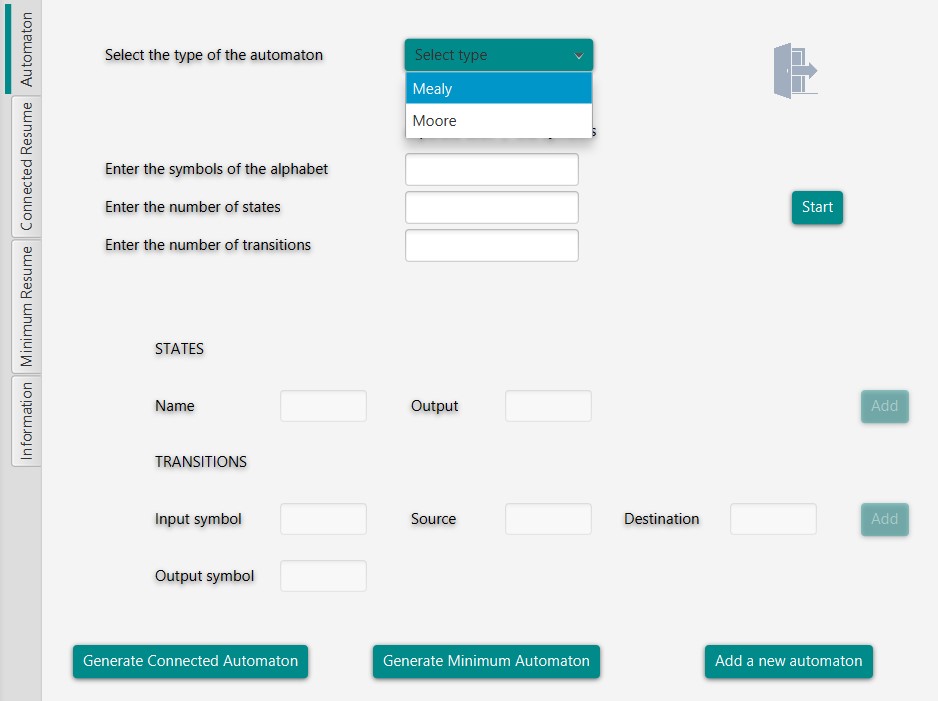 Automaton
Connected Resume
Minimum Resume
Information
Select the type of the automaton
Select type
Mealy
Moore
Enter the symbols of the alphabet
Enter the number of states
Start
Enter the number of transitions
STATES
Name Output Add
TRANSITIONS
Input symbol Source Destination Add
Output symbol
Generate Connected Automaton Generate Minimum Automaton Add a new automaton